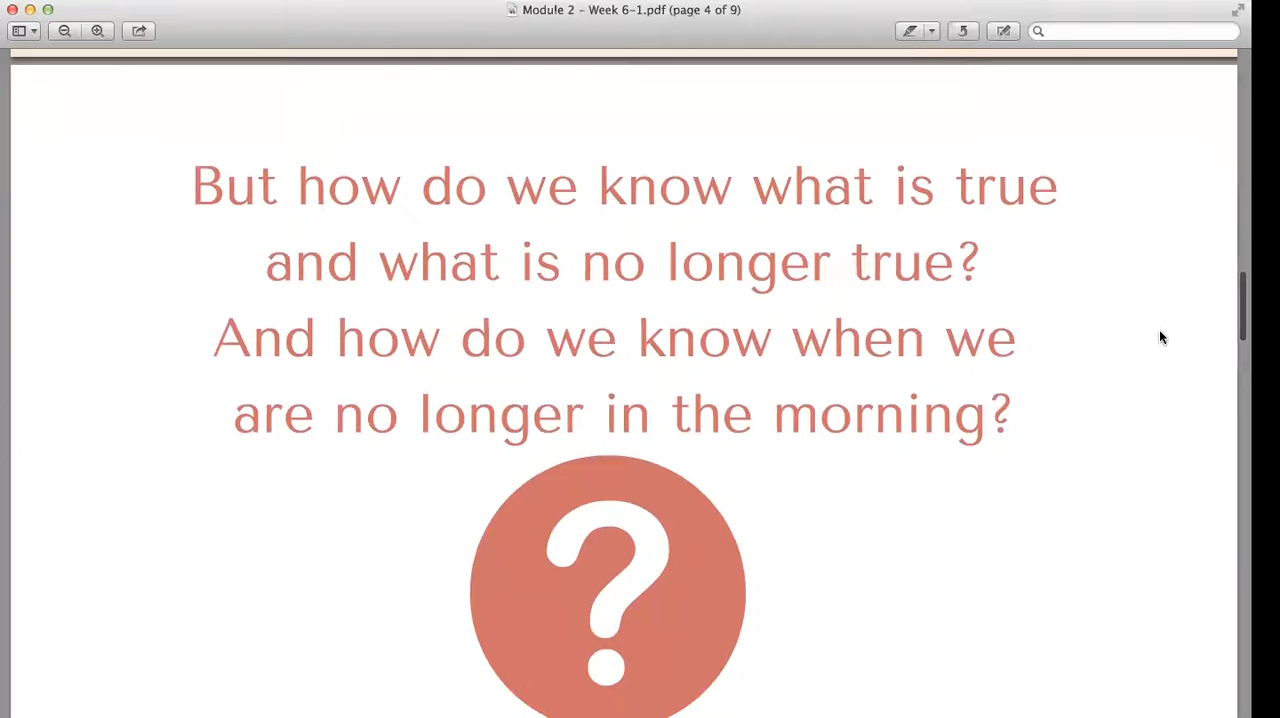 Module 2 - Week 6-1.pdf (page 4 of 9)
But how do we know what is true
and what is no longer true?
And how do we know when we
are no longer in the morning?
?